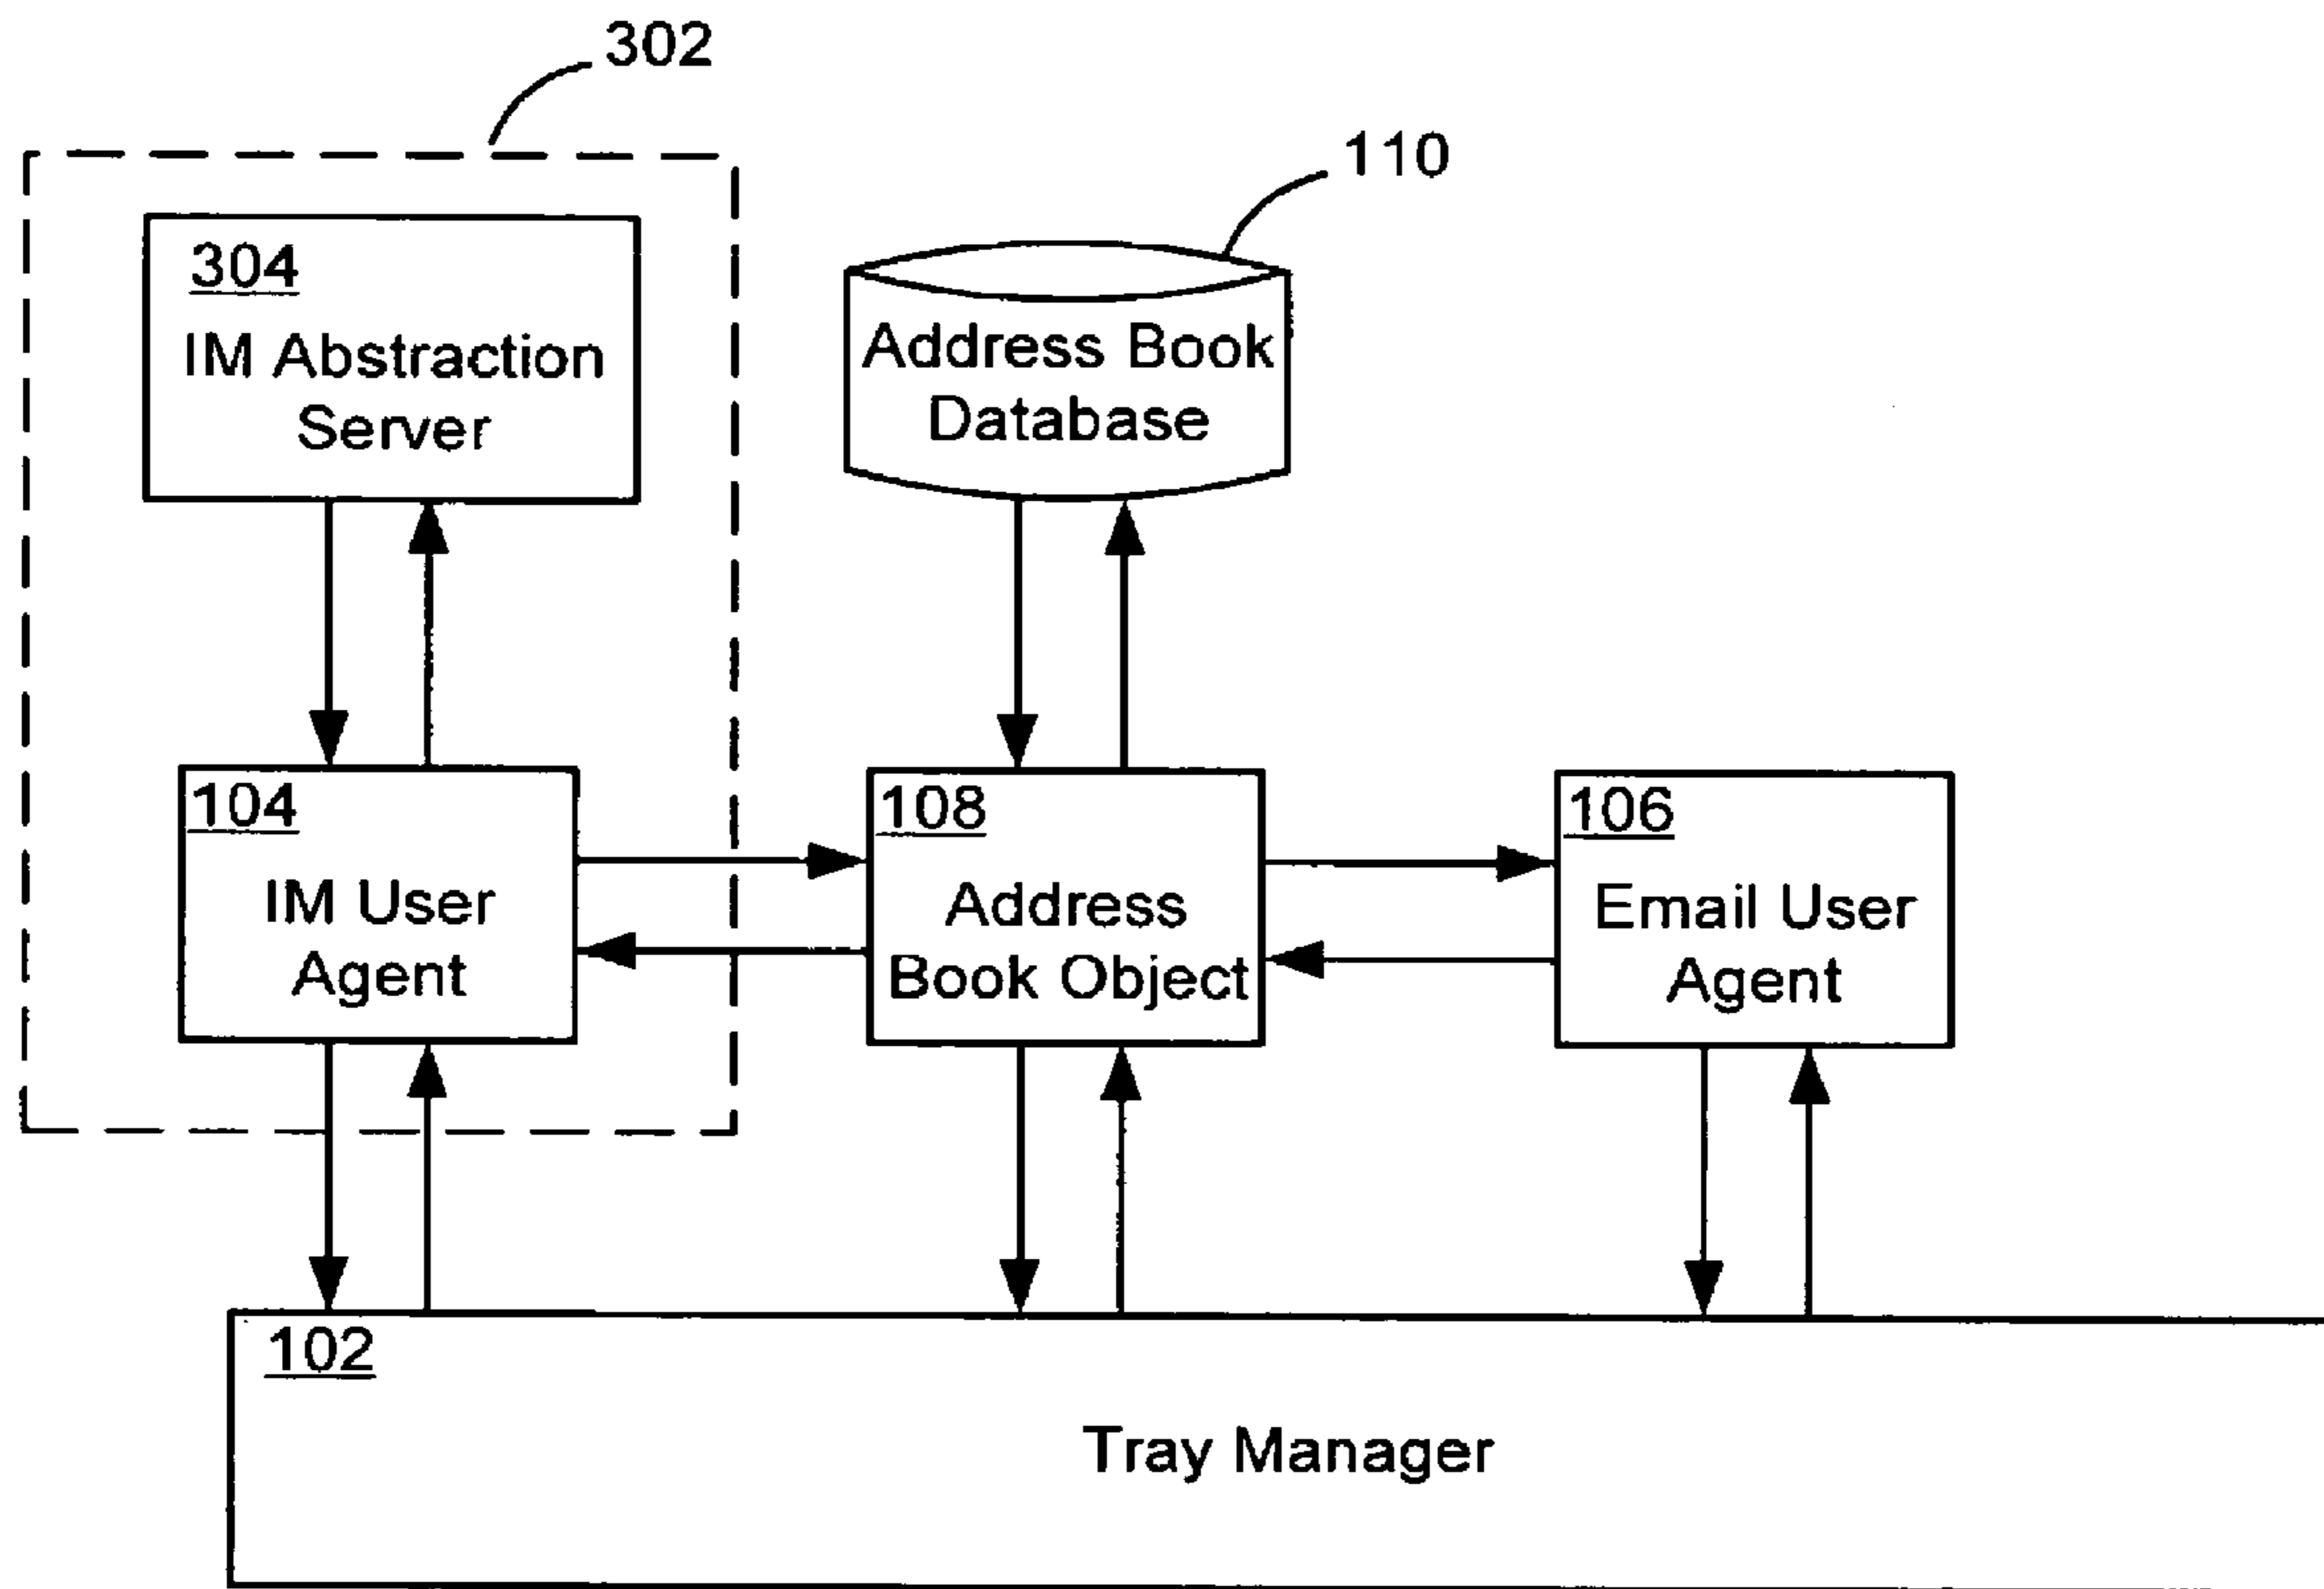 302
110
304
IM Abstraction
Server
Address Book
Database
104
IM User
Agent
108
Address
Book Object
106
Email User
Agent
102
Tray Manager